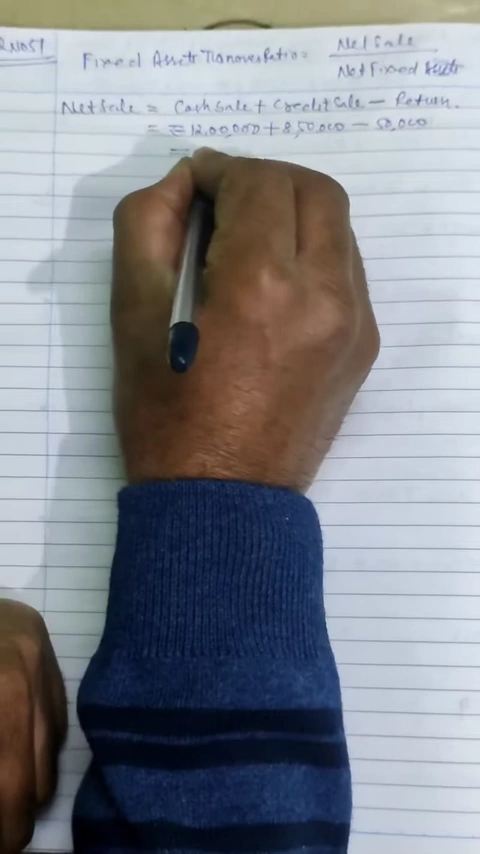 Fixed Assets Turnover Ratio = Net Sale / Net Fixed Assets
Net Sale = Cash Sale + Credit Sale - Return.
= = 12,00,000 + 8,50,000 - 50,000
=